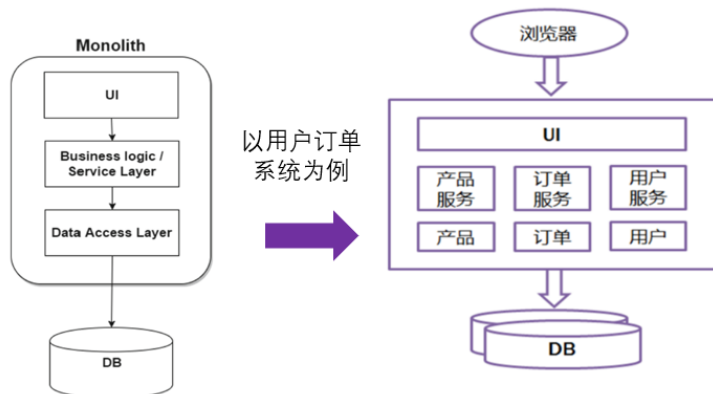 Monolith
UI
Business logic /
Service Layer
Data Access Layer
DB
以用户订单
系统为例
浏览器
UI
产品
服务
订单
服务
用户
服务
产品
订单
用户
DB